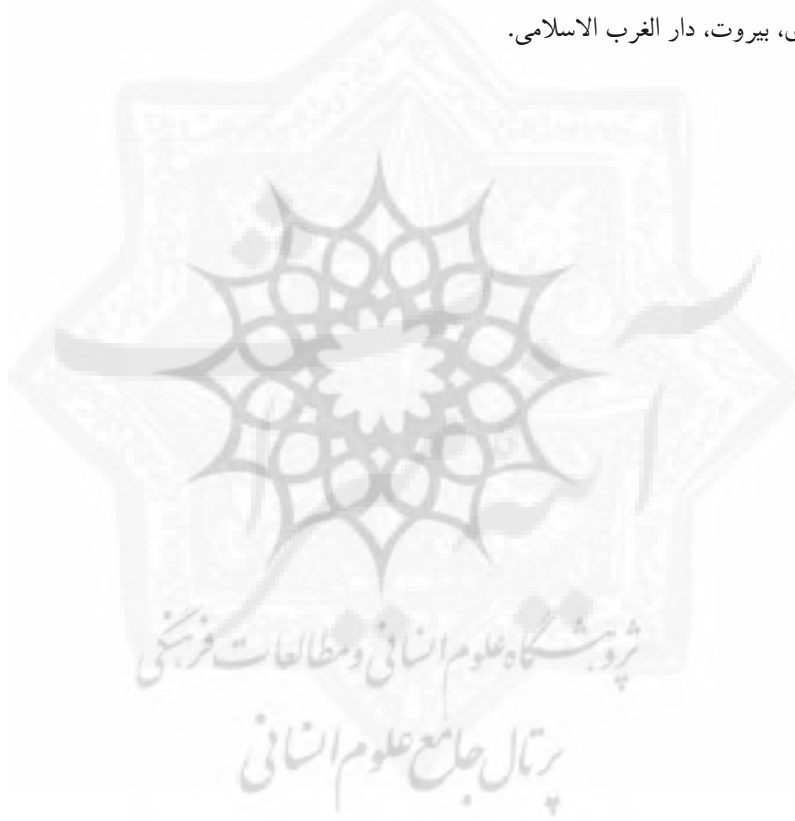 ی، بیروت، دار الغرب الاسلامی.
پژوهشگاه علوم انسانی و مطالعات فرهنگی
پرتال جامع علوم انسانی